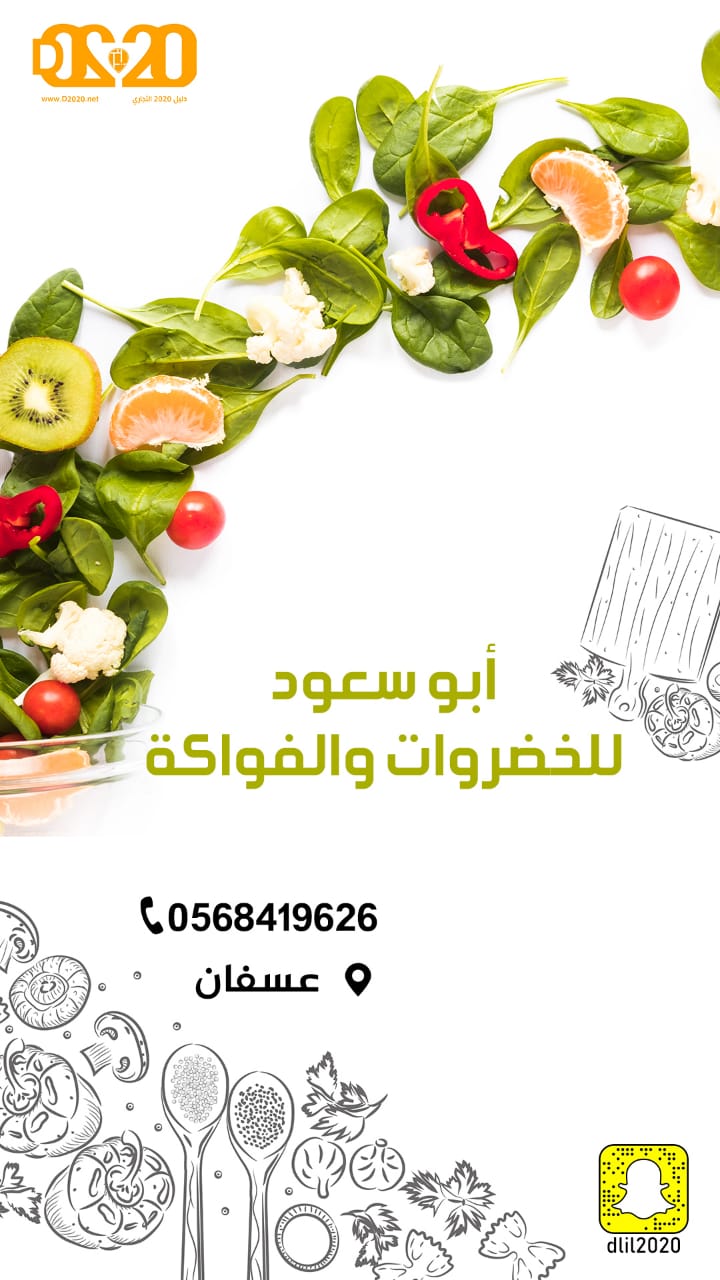 D2020
www.D2020.net
دليل 2020 التجاري
أبو سعود
للخضروات والفواكة
0568419626
عسفان
dlil2020